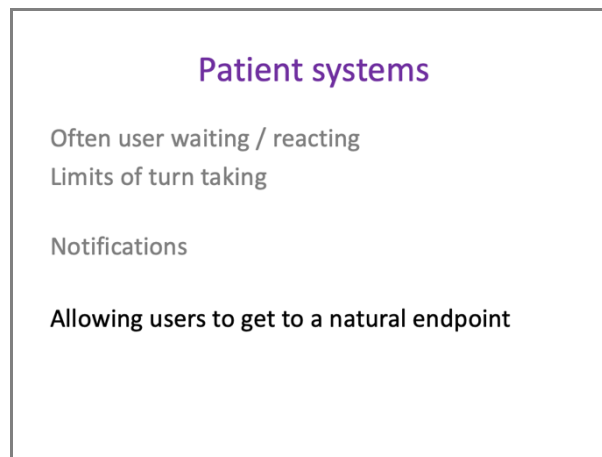 Patient systems
Often user waiting / reacting
Limits of turn taking
Notifications
Allowing users to get to a natural endpoint